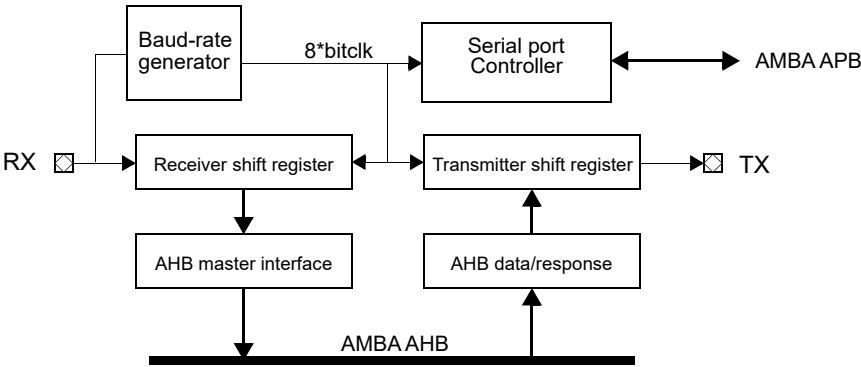 Baud-rate
generator
8*bitclk
Serial port
Controller
AMBA APB
RX
Receiver shift register
Transmitter shift register
TX
AHB master interface
AHB data/response
AMBA AHB